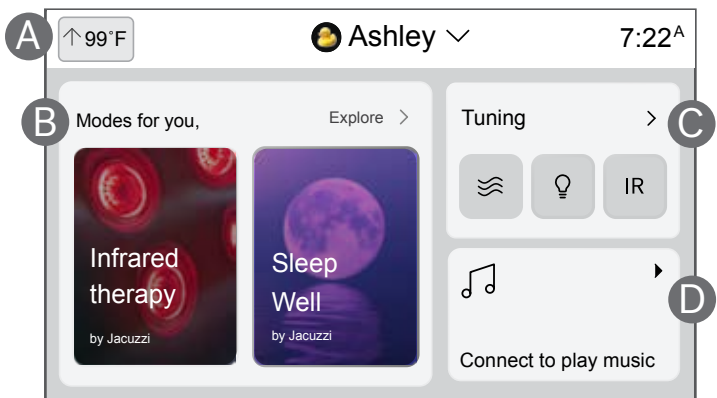 A
↑99°F
Ashley
7:22ᴬ
B
Modes for you,
Explore >
Infrared
therapy
by Jacuzzi
Sleep
Well
by Jacuzzi
Tuning >
C
IR
D
Connect to play music